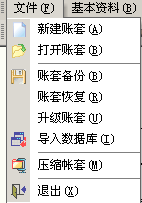 文件(F) 基本资料(B)
新建账套(A)
打开账套(B)
账套备份(B)
账套恢复(R)
升级账套(U)
导入数据库(I)
压缩帐套(M)
退出(X)